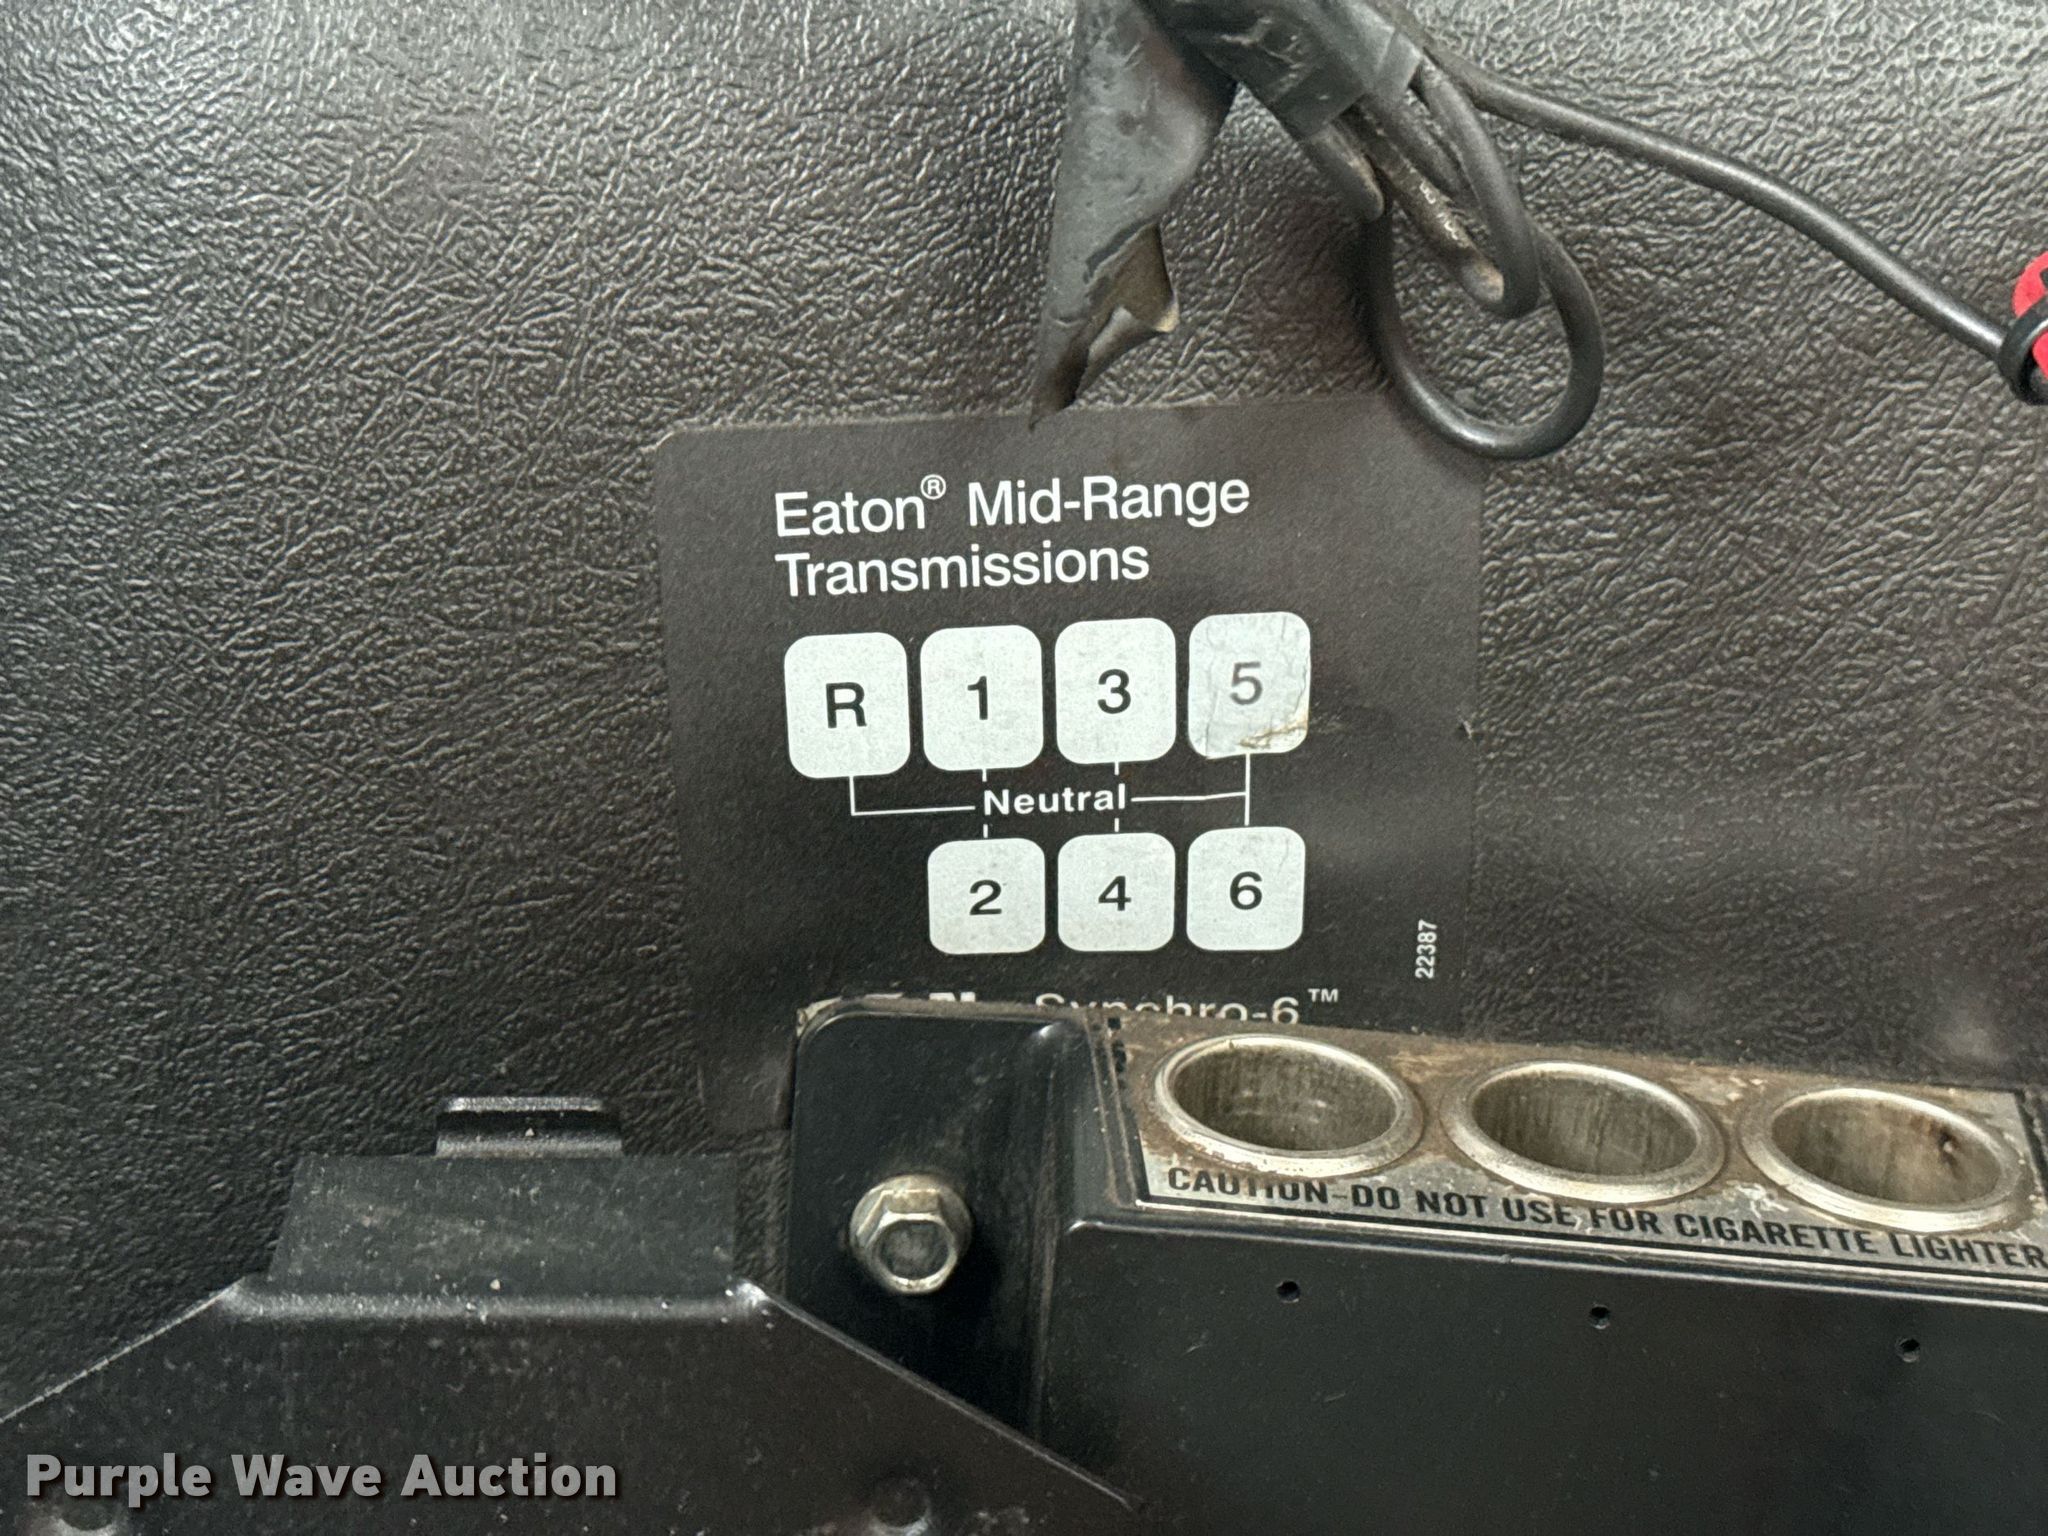 Eaton® Mid-Range
Transmissions
R 1 3 5
Neutral
2 4 6
22387
Synchro-6™
CAUTION-DO NOT USE FOR CIGARETTE LIGHTER
Purple Wave Auction